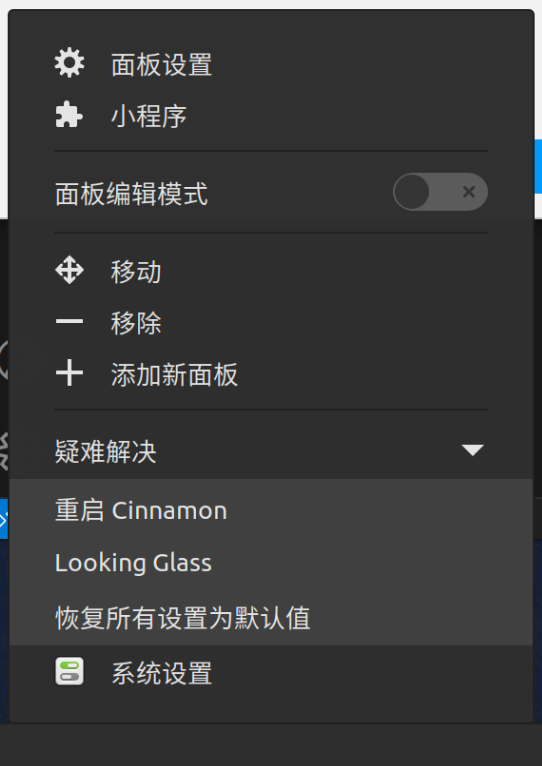 面板设置
小程序
面板编辑模式
移动
移除
添加新面板
疑难解决
重启 Cinnamon
Looking Glass
恢复所有设置为默认值
系统设置